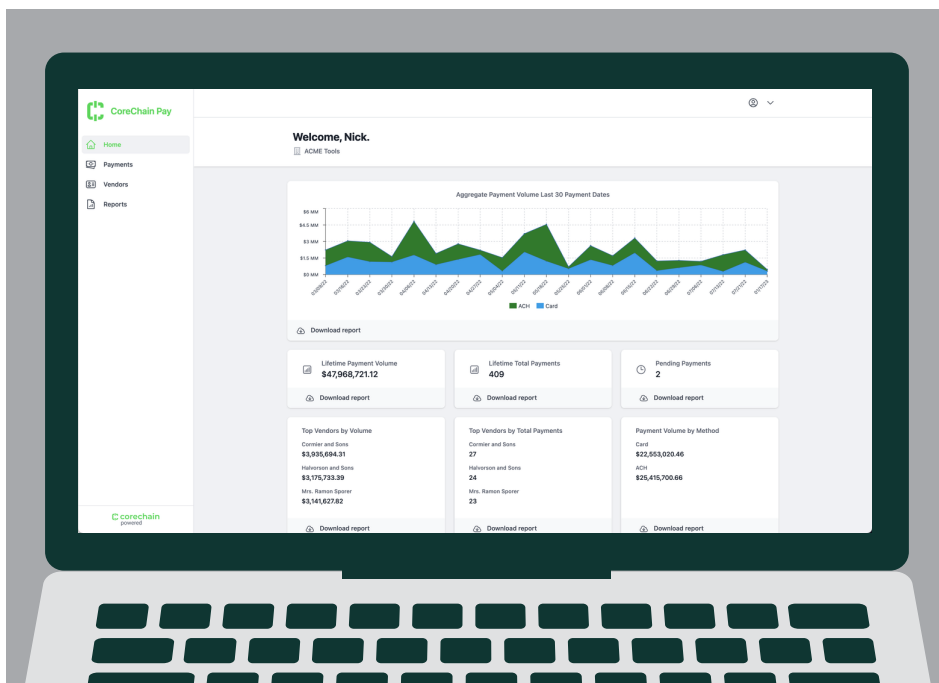 CoreChain Pay
Home
Payments
Vendors
Reports
corechain
powered
Welcome, Nick.
ACME Tools
Aggregate Payment Volume Last 30 Payment Dates
$6 MM
$4.5 MM
$3 MM
$1.5 MM
$0 MM
ACH Card
Download report
Lifetime Payment Volume
$47,968,721.12
Download report
Lifetime Total Payments
409
Download report
Pending Payments
2
Download report
Top Vendors by Volume
Cormier and Sons
$3,935,694.31
Halvorson and Sons
$3,175,733.39
Mrs. Ramon Sporer
$3,141,627.82
Download report
Top Vendors by Total Payments
Cormier and Sons
27
Halvorson and Sons
24
Mrs. Ramon Sporer
23
Download report
Payment Volume by Method
Card
$22,553,020.46
ACH
$25,415,700.66
Download report